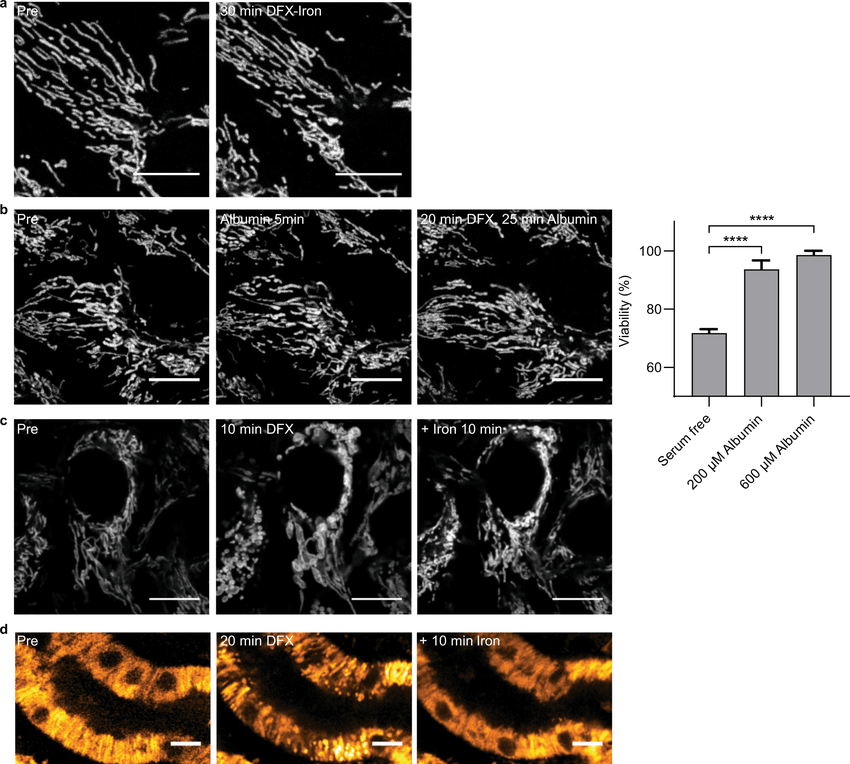 a
Pre
30 min DFX-Iron
b
Pre
Albumin 5min
20 min DFX, 25 min Albumin
****
****
100
80
60
Viability (%)
Serum free
200 µM Albumin
600 µM Albumin
c
Pre
10 min DFX
+ Iron 10 min
d
Pre
20 min DFX
+ 10 min Iron